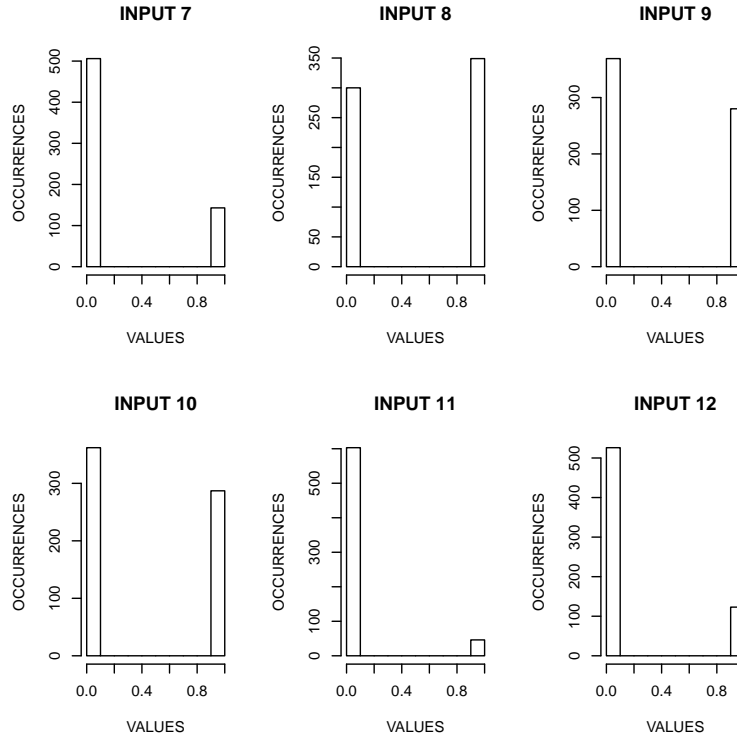 INPUT 7
OCCURRENCES
0 100 200 300 400 500
0.0 0.4 0.8
VALUES
INPUT 8
OCCURRENCES
0 50 150 250 350
0.0 0.4 0.8
VALUES
INPUT 9
OCCURRENCES
0 100 200 300
0.0 0.4 0.8
VALUES
INPUT 10
OCCURRENCES
0 100 200 300
0.0 0.4 0.8
VALUES
INPUT 11
OCCURRENCES
0 100 300 500
0.0 0.4 0.8
VALUES
INPUT 12
OCCURRENCES
0 100 200 300 400 500
0.0 0.4 0.8
VALUES